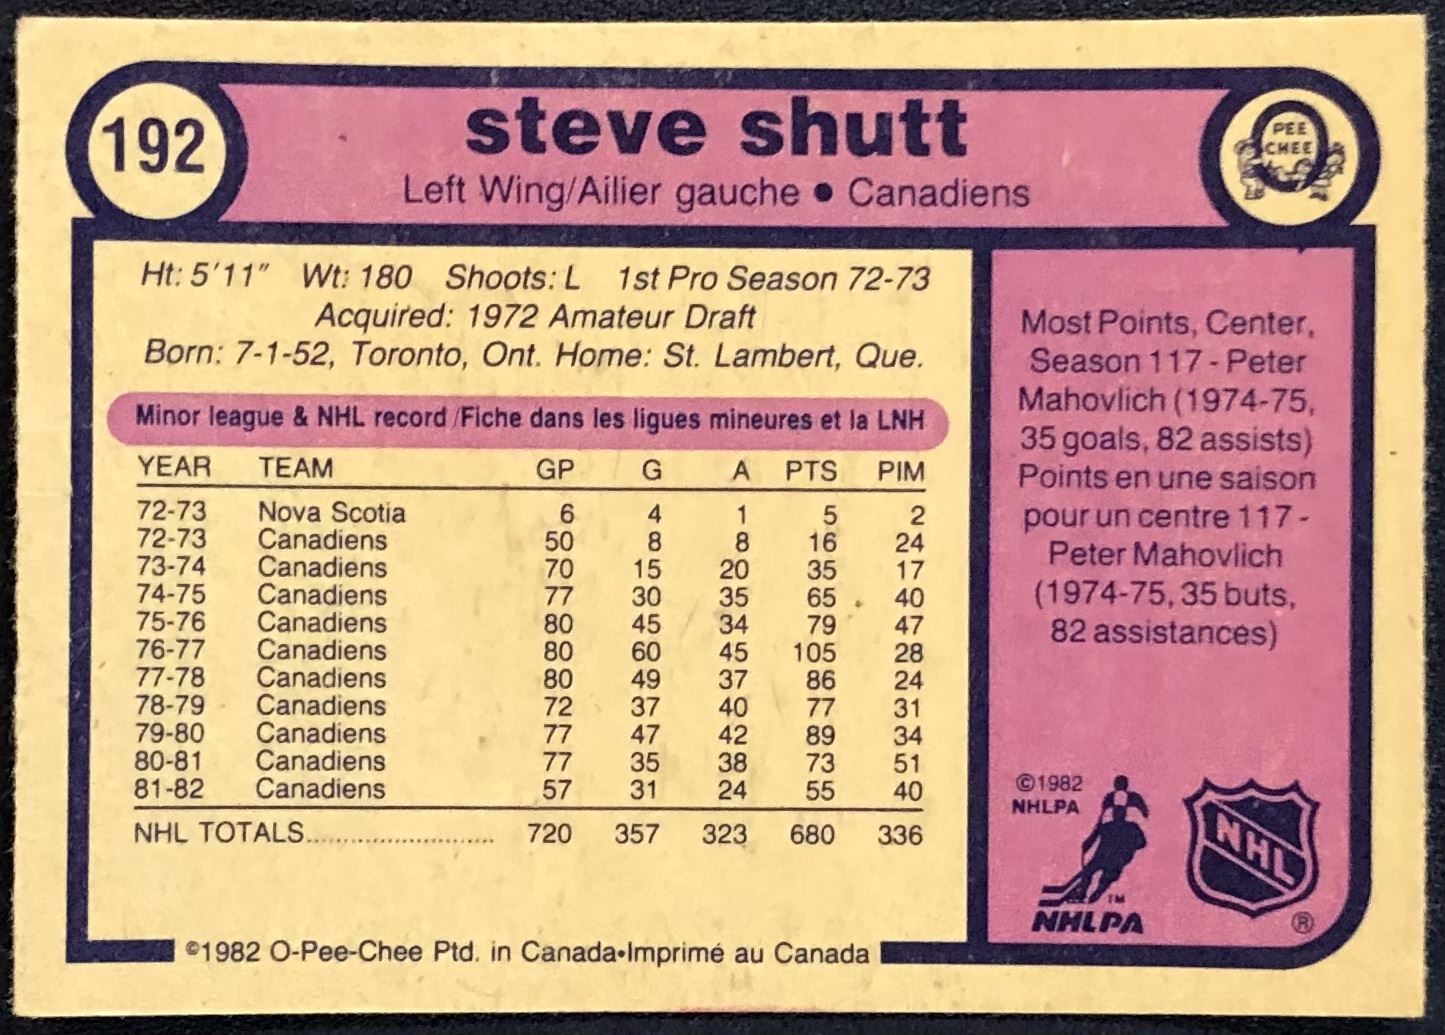 192
steve shutt
PEE
CHEE
Left Wing/Ailier gauche ● Canadiens
Ht: 5'11" Wt: 180 Shoots: L 1st Pro Season 72-73
Acquired: 1972 Amateur Draft
Born: 7-1-52, Toronto, Ont. Home: St. Lambert, Que.
Minor league & NHL record/Fiche dans les ligues mineures et la LNH
YEAR TEAM GP G A PTS PIM
72-73 Nova Scotia 6 4 1 5 2
72-73 Canadiens 50 8 8 16 24
73-74 Canadiens 70 15 20 35 17
74-75 Canadiens 77 30 35 65 40
75-76 Canadiens 80 45 34 79 47
76-77 Canadiens 80 60 45 105 28
77-78 Canadiens 80 49 37 86 24
78-79 Canadiens 72 37 40 77 31
79-80 Canadiens 77 47 42 89 34
80-81 Canadiens 77 35 38 73 51
81-82 Canadiens 57 31 24 55 40
NHL TOTALS.......................... 720 357 323 680 336
©1982 O-Pee-Chee Ptd. in Canada•Imprimé au Canada
Most Points, Center,
Season 117 - Peter
Mahovlich (1974-75,
35 goals, 82 assists)
Points en une saison
pour un centre 117 -
Peter Mahovlich
(1974-75, 35 buts,
82 assistances)
©1982
NHLPA
TM
NHLPA
NHL
®